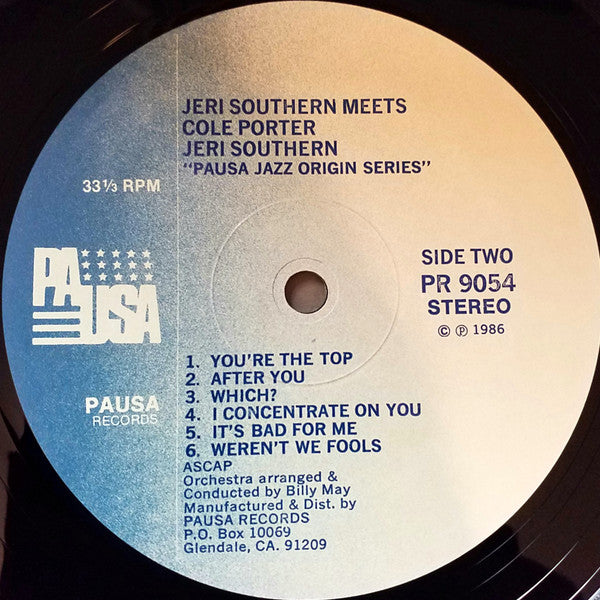 JERI SOUTHERN MEETS
COLE PORTER
JERI SOUTHERN
"PAUSA JAZZ ORIGIN SERIES"
33⅓ RPM
PAUSA
SIDE TWO
PR 9054
STEREO
© ℗ 1986
PAUSA
RECORDS
1. YOU'RE THE TOP
2. AFTER YOU
3. WHICH?
4. I CONCENTRATE ON YOU
5. IT'S BAD FOR ME
6. WEREN'T WE FOOLS
ASCAP
Orchestra arranged &
Conducted by Billy May
Manufactured & Dist. by
PAUSA RECORDS
P.O. Box 10069
Glendale, CA. 91209